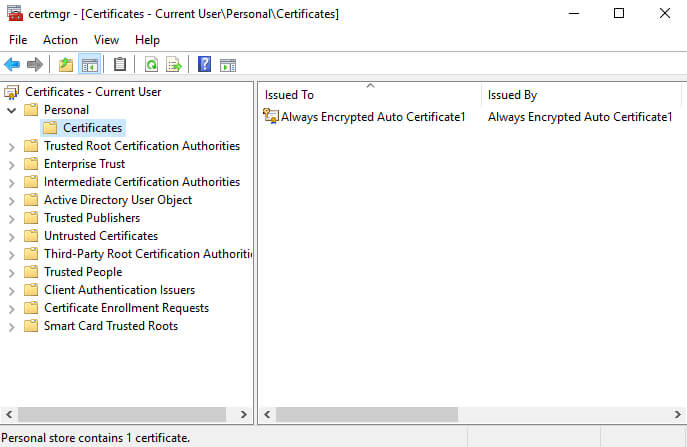 certmgr - [Certificates - Current User\Personal\Certificates]
File Action View Help
Certificates - Current User
Personal
Certificates
Trusted Root Certification Authorities
Enterprise Trust
Intermediate Certification Authorities
Active Directory User Object
Trusted Publishers
Untrusted Certificates
Third-Party Root Certification Authoriti
Trusted People
Client Authentication Issuers
Certificate Enrollment Requests
Smart Card Trusted Roots
Issued To Issued By
Always Encrypted Auto Certificate1 Always Encrypted Auto Certificate1
Personal store contains 1 certificate.